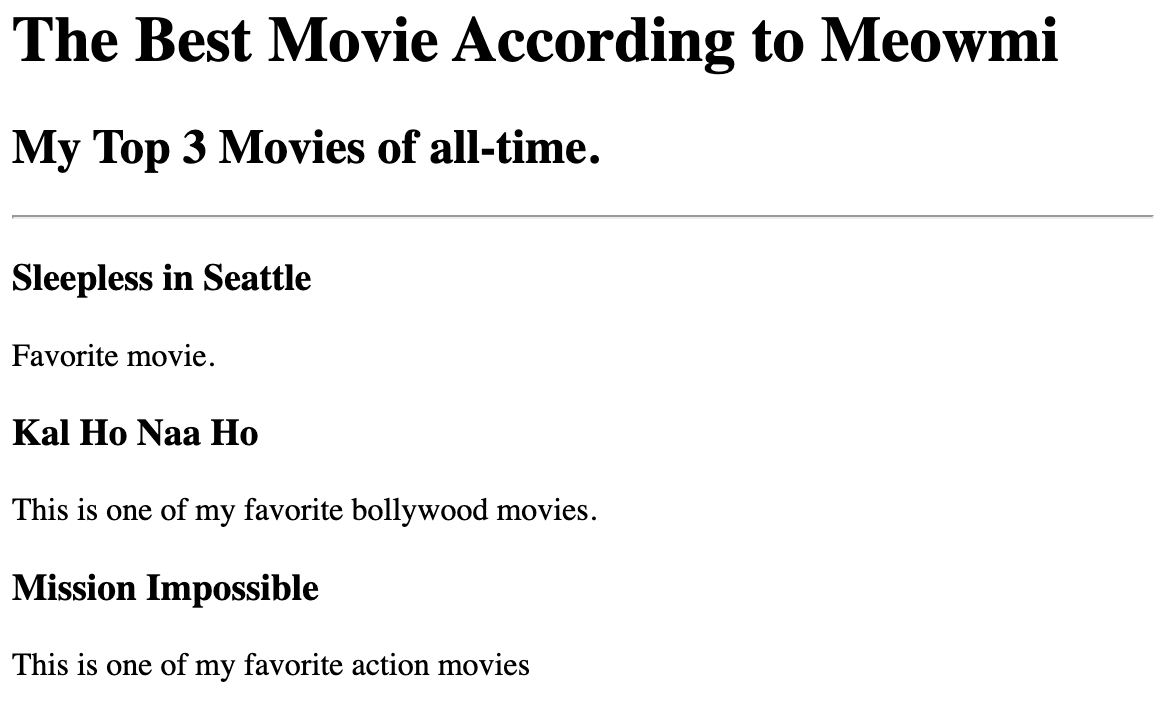 The Best Movie According to Meowmi
My Top 3 Movies of all-time.
Sleepless in Seattle
Favorite movie.
Kal Ho Naa Ho
This is one of my favorite bollywood movies.
Mission Impossible
This is one of my favorite action movies